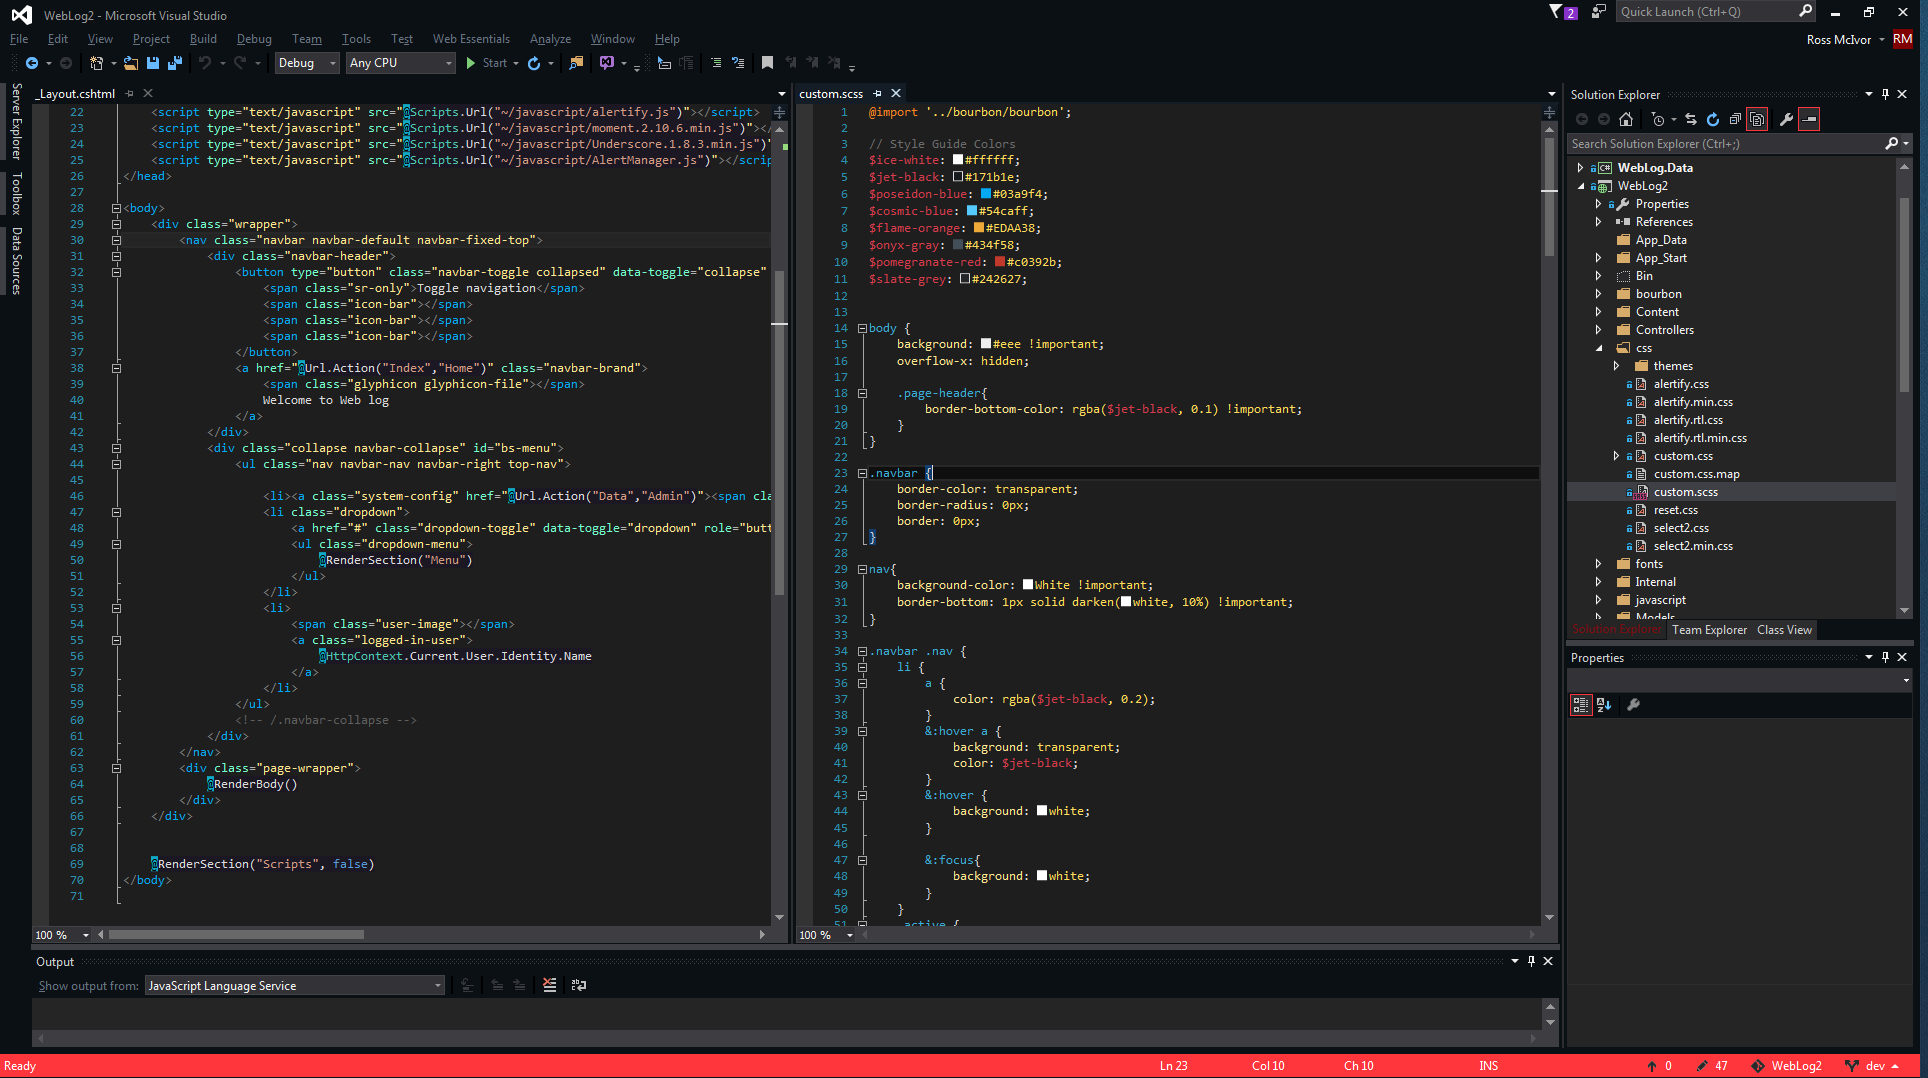 WebLog2 - Microsoft Visual Studio
2
Quick Launch (Ctrl+Q)
File Edit View Project Build Debug Team Tools Test Web Essentials Analyze Window Help
Ross McIvor RM
Debug Any CPU Start
Server Explorer
Toolbox
Data Sources
_Layout.cshtml
22 <script type="text/javascript" src="@Scripts.Url("~/javascript/alertify.js")"></script>
23 <script type="text/javascript" src="@Scripts.Url("~/javascript/moment.2.10.6.min.js")"></
24 <script type="text/javascript" src="@Scripts.Url("~/javascript/Underscore.1.8.3.min.js")"
25 <script type="text/javascript" src="@Scripts.Url("~/javascript/AlertManager.js")"></scrip
26 </head>
27
28 <body>
29 <div class="wrapper">
30 <nav class="navbar navbar-default navbar-fixed-top">
31 <div class="navbar-header">
32 <button type="button" class="navbar-toggle collapsed" data-toggle="collapse"
33 <span class="sr-only">Toggle navigation</span>
34 <span class="icon-bar"></span>
35 <span class="icon-bar"></span>
36 <span class="icon-bar"></span>
37 </button>
38 <a href="@Url.Action("Index","Home")" class="navbar-brand">
39 <span class="glyphicon glyphicon-file"></span>
40 Welcome to Web log
41 </a>
42 </div>
43 <div class="collapse navbar-collapse" id="bs-menu">
44 <ul class="nav navbar-nav navbar-right top-nav">
45
46 <li><a class="system-config" href="@Url.Action("Data","Admin")"><span cla
47 <li class="dropdown">
48 <a href="#" class="dropdown-toggle" data-toggle="dropdown" role="butt
49 <ul class="dropdown-menu">
50 @RenderSection("Menu")
51 </ul>
52 </li>
53 <li>
54 <span class="user-image"></span>
55 <a class="logged-in-user">
56 @HttpContext.Current.User.Identity.Name
57 </a>
58 </li>
59 </ul>
60 <!-- /.navbar-collapse -->
61 </div>
62 </nav>
63 <div class="page-wrapper">
64 @RenderBody()
65 </div>
66 </div>
67
68
69 @RenderSection("Scripts", false)
70 </body>
71
100 %
custom.scss
1 @import '../bourbon/bourbon';
2
3 // Style Guide Colors
4 $ice-white: #ffffff;
5 $jet-black: #171b1e;
6 $poseidon-blue: #03a9f4;
7 $cosmic-blue: #54caff;
8 $flame-orange: #EDAA38;
9 $onyx-gray: #434f58;
10 $pomegranate-red: #c0392b;
11 $slate-grey: #242627;
12
13
14 body {
15 background: #eee !important;
16 overflow-x: hidden;
17
18 .page-header{
19 border-bottom-color: rgba($jet-black, 0.1) !important;
20 }
21 }
22
23 .navbar {
24 border-color: transparent;
25 border-radius: 0px;
26 border: 0px;
27 }
28
29 nav{
30 background-color: White !important;
31 border-bottom: 1px solid darken(white, 10%) !important;
32 }
33
34 .navbar .nav {
35 li {
36 a {
37 color: rgba($jet-black, 0.2);
38 }
39 &:hover a {
40 background: transparent;
41 color: $jet-black;
42 }
43 &:hover {
44 background: white;
45 }
46
47 &:focus{
48 background: white;
49 }
50 }
51 .active {
100 %
Solution Explorer
Search Solution Explorer (Ctrl+;)
WebLog.Data
WebLog2
Properties
References
App_Data
App_Start
Bin
bourbon
Content
Controllers
css
themes
alertify.css
alertify.min.css
alertify.rtl.css
alertify.rtl.min.css
custom.css
custom.css.map
custom.scss
reset.css
select2.css
select2.min.css
fonts
Internal
javascript
Models
Solution Explorer Team Explorer Class View
Properties
Output
Show output from: JavaScript Language Service
Ready Ln 23 Col 10 Ch 10 INS 0 47 WebLog2 dev